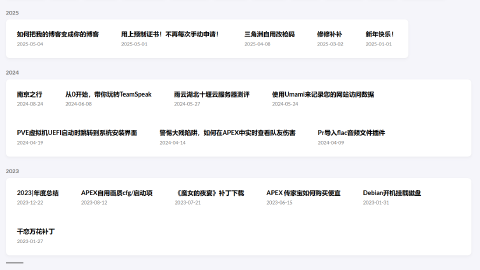 2025
如何把我的博客变成你的博客
2025-05-04
用上预制证书！不再每次手动申请！
2025-05-01
三角洲自用改枪码
2025-04-08
修修补补
2025-03-02
新年快乐！
2025-01-01
2024
南京之行
2024-08-24
从0开始，带你玩转TeamSpeak
2024-06-06
雨云湖北十堰云服务器测评
2024-05-27
使用Umami来记录您的网站访问数据
2024-05-24
PVE虚拟机UEFI启动时跳转到系统安装界面
2024-04-19
警惕大残陷阱，如何在APEX中实时查看队友伤害
2024-04-14
Pr导入flac音频文件插件
2024-04-09
2023
2023|年度总结
2023-12-22
APEX自用画质cfg/启动项
2023-08-12
《魔女的夜宴》补丁下载
2023-07-21
APEX 传家宝如何购买便宜
2023-06-15
Debian开机挂载磁盘
2023-01-31
千恋万花补丁
2023-01-27